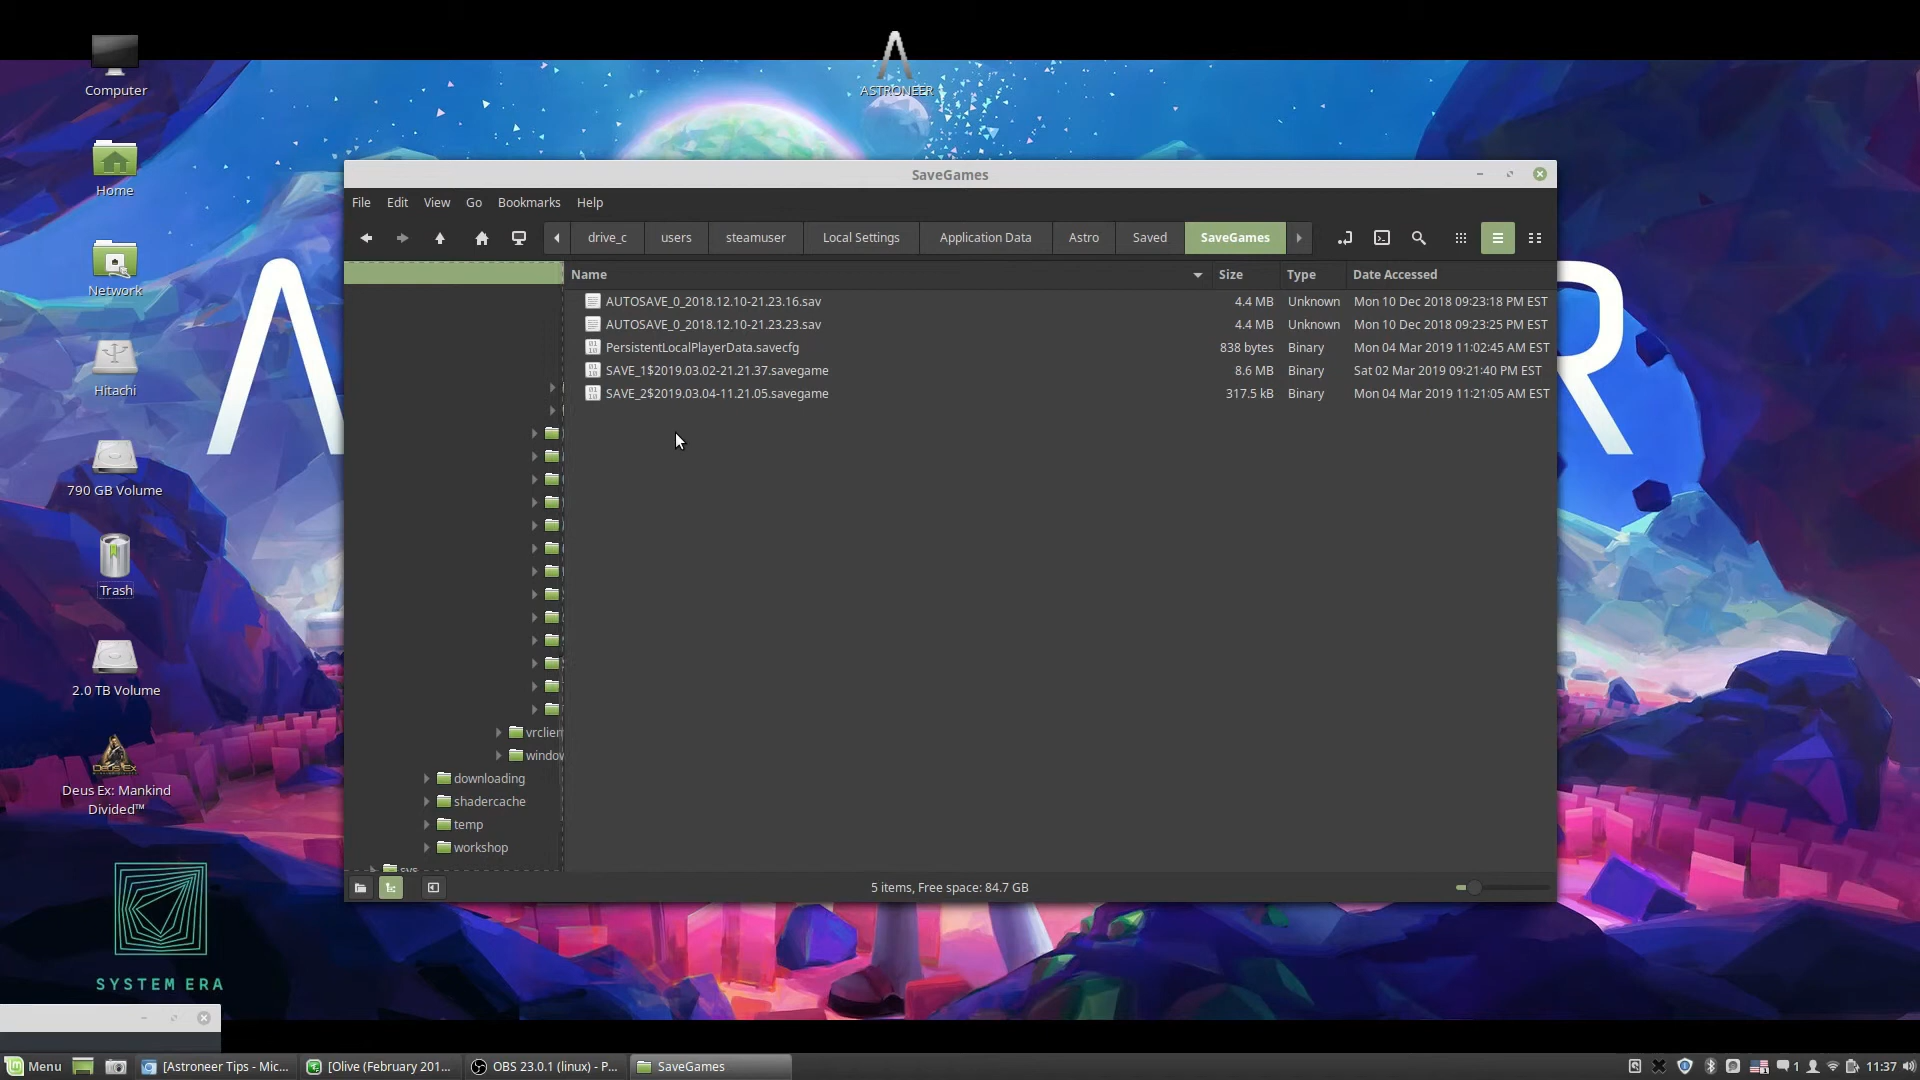 Computer
ASTRONEER
Home
Network
Hitachi
790 GB Volume
Trash
2.0 TB Volume
Deus Ex: Mankind
Divided™
SYSTEM ERA
SaveGames
File Edit View Go Bookmarks Help
drive_c users steamuser Local Settings Application Data Astro Saved SaveGames
Name Size Type Date Accessed
AUTOSAVE_0_2018.12.10-21.23.16.sav 4.4 MB Unknown Mon 10 Dec 2018 09:23:18 PM EST
AUTOSAVE_0_2018.12.10-21.23.23.sav 4.4 MB Unknown Mon 10 Dec 2018 09:23:25 PM EST
PersistentLocalPlayerData.savecfg 838 bytes Binary Mon 04 Mar 2019 11:02:45 AM EST
SAVE_1$2019.03.02-21.21.37.savegame 8.6 MB Binary Sat 02 Mar 2019 09:21:40 PM EST
SAVE_2$2019.03.04-11.21.05.savegame 317.5 kB Binary Mon 04 Mar 2019 11:21:05 AM EST
vrclien
window
downloading
shadercache
temp
workshop
sys
5 items, Free space: 84.7 GB
Menu [Astroneer Tips - Mic... [Olive (February 201... OBS 23.0.1 (linux) - P... SaveGames 1 11:37
A R